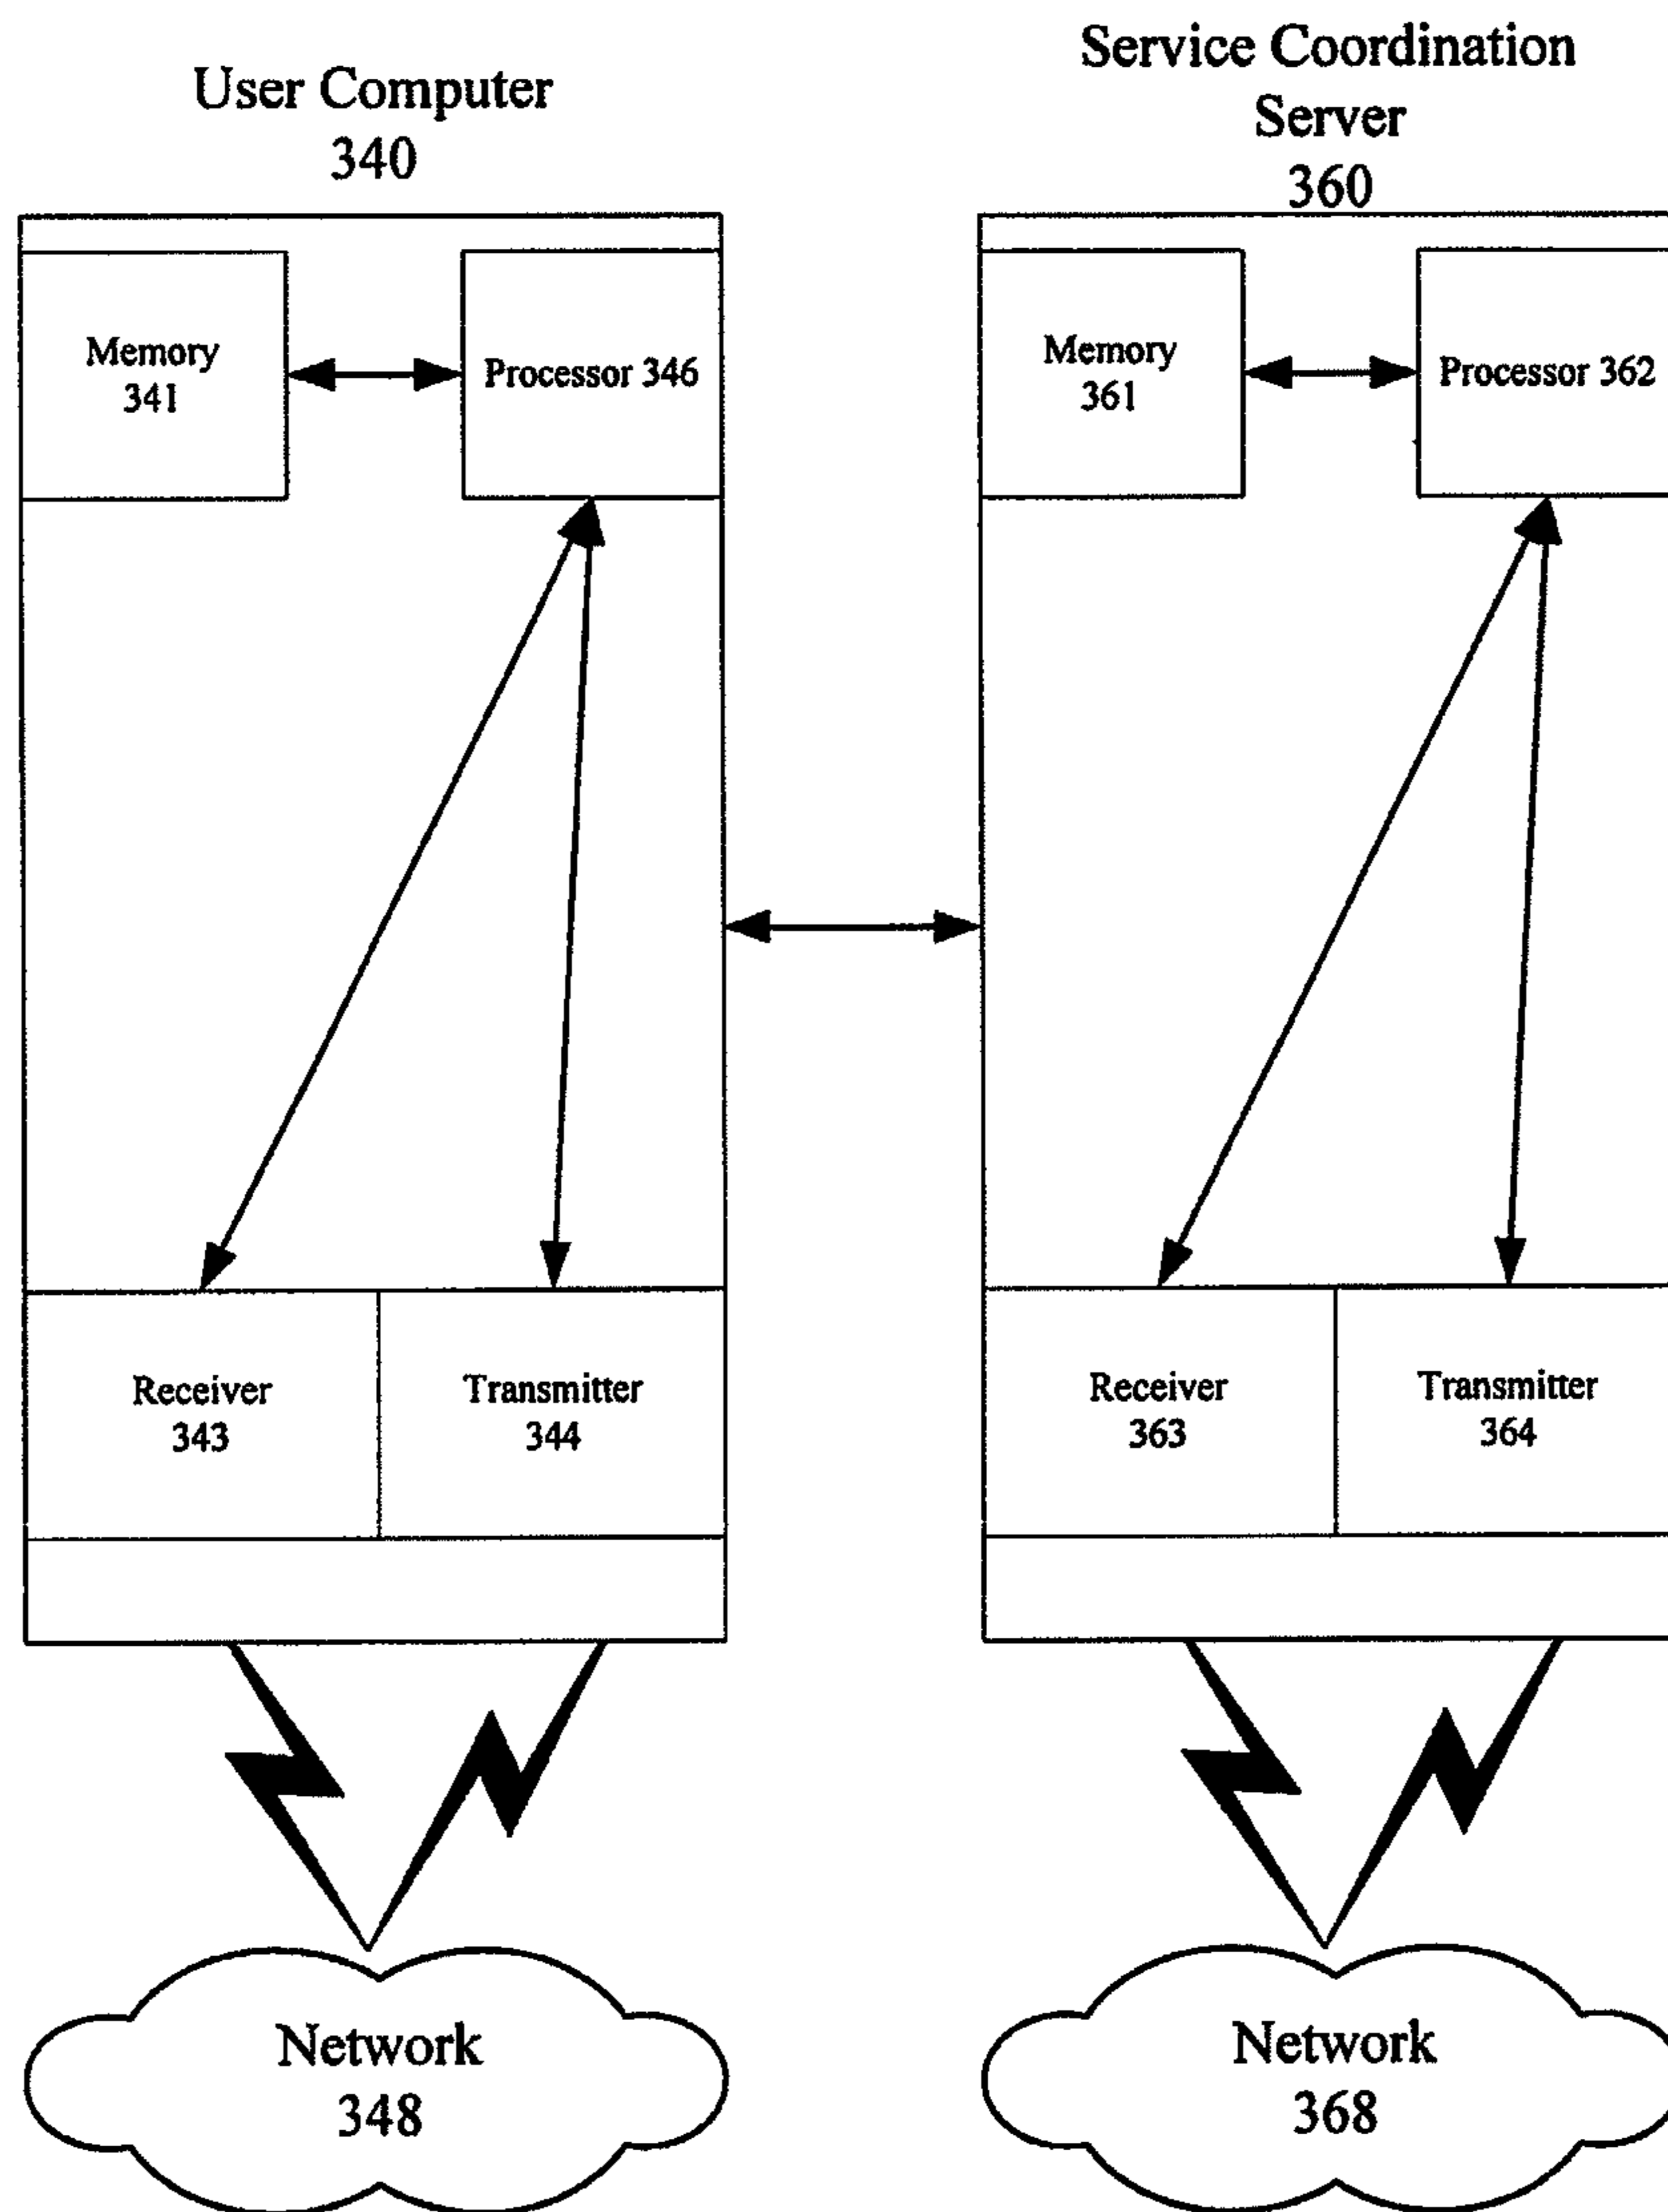 User Computer
340
Service Coordination
Server
360
Memory
341
Processor 346
Memory
361
Processor 362
Receiver
343
Transmitter
344
Receiver
363
Transmitter
364
Network
348
Network
368